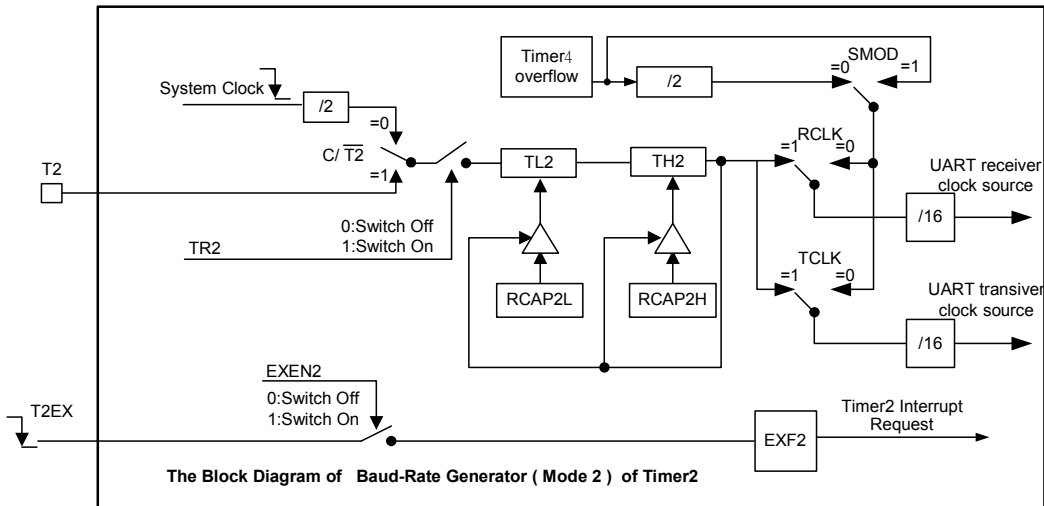 Timer4
overflow
/2
SMOD
=0
=1
System Clock
/2
=0
C/ T2
=1
T2
TL2
TH2
RCLK
=1
=0
UART receiver
clock source
/16
0:Switch Off
1:Switch On
TR2
RCAP2L
RCAP2H
TCLK
=1
=0
UART transiver
clock source
/16
EXEN2
0:Switch Off
1:Switch On
T2EX
EXF2
Timer2 Interrupt
Request
The Block Diagram of Baud-Rate Generator ( Mode 2 ) of Timer2